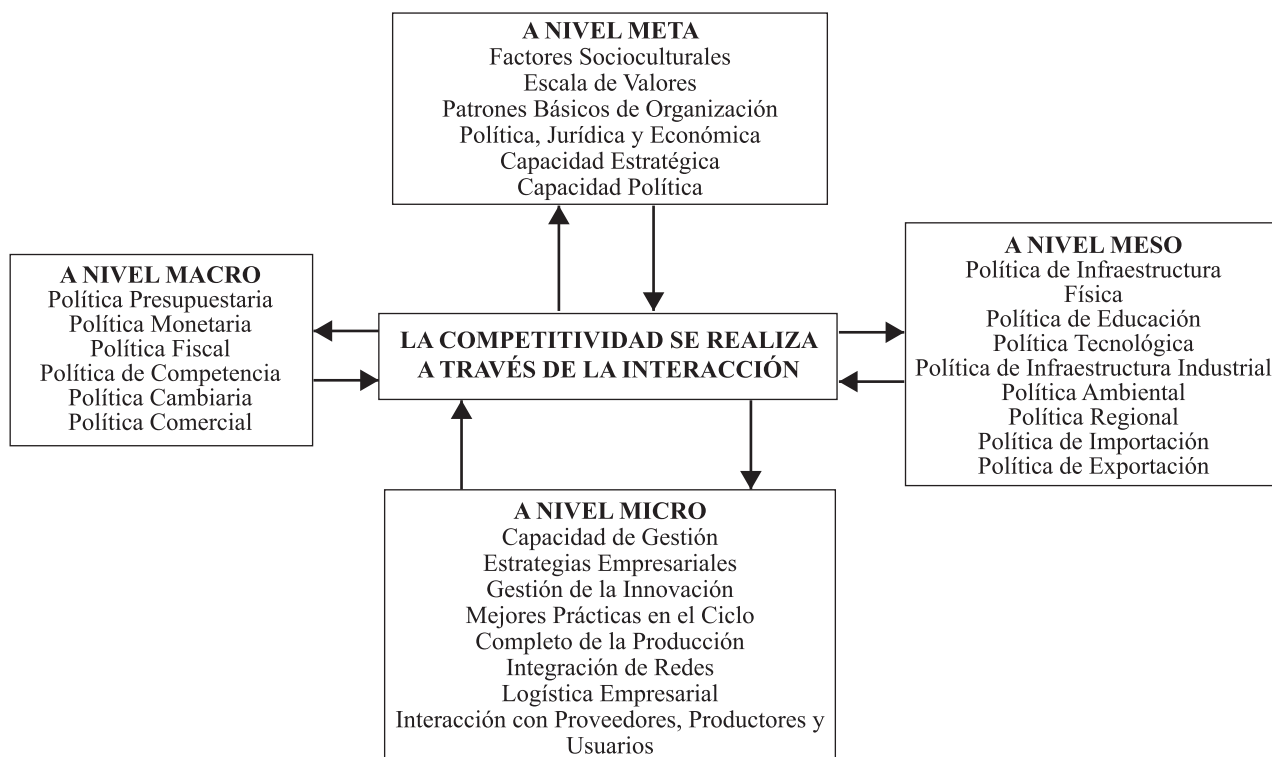 A NIVEL META
Factores Socioculturales
Escala de Valores
Patrones Básicos de Organización
Política, Jurídica y Económica
Capacidad Estratégica
Capacidad Política
A NIVEL MACRO
Política Presupuestaria
Política Monetaria
Política Fiscal
Política de Competencia
Política Cambiaria
Política Comercial
LA COMPETITIVIDAD SE REALIZA
A TRAVÉS DE LA INTERACCIÓN
A NIVEL MESO
Política de Infraestructura
Física
Política de Educación
Política Tecnológica
Política de Infraestructura Industrial
Política Ambiental
Política Regional
Política de Importación
Política de Exportación
A NIVEL MICRO
Capacidad de Gestión
Estrategias Empresariales
Gestión de la Innovación
Mejores Prácticas en el Ciclo
Completo de la Producción
Integración de Redes
Logística Empresarial
Interacción con Proveedores, Productores y
Usuarios